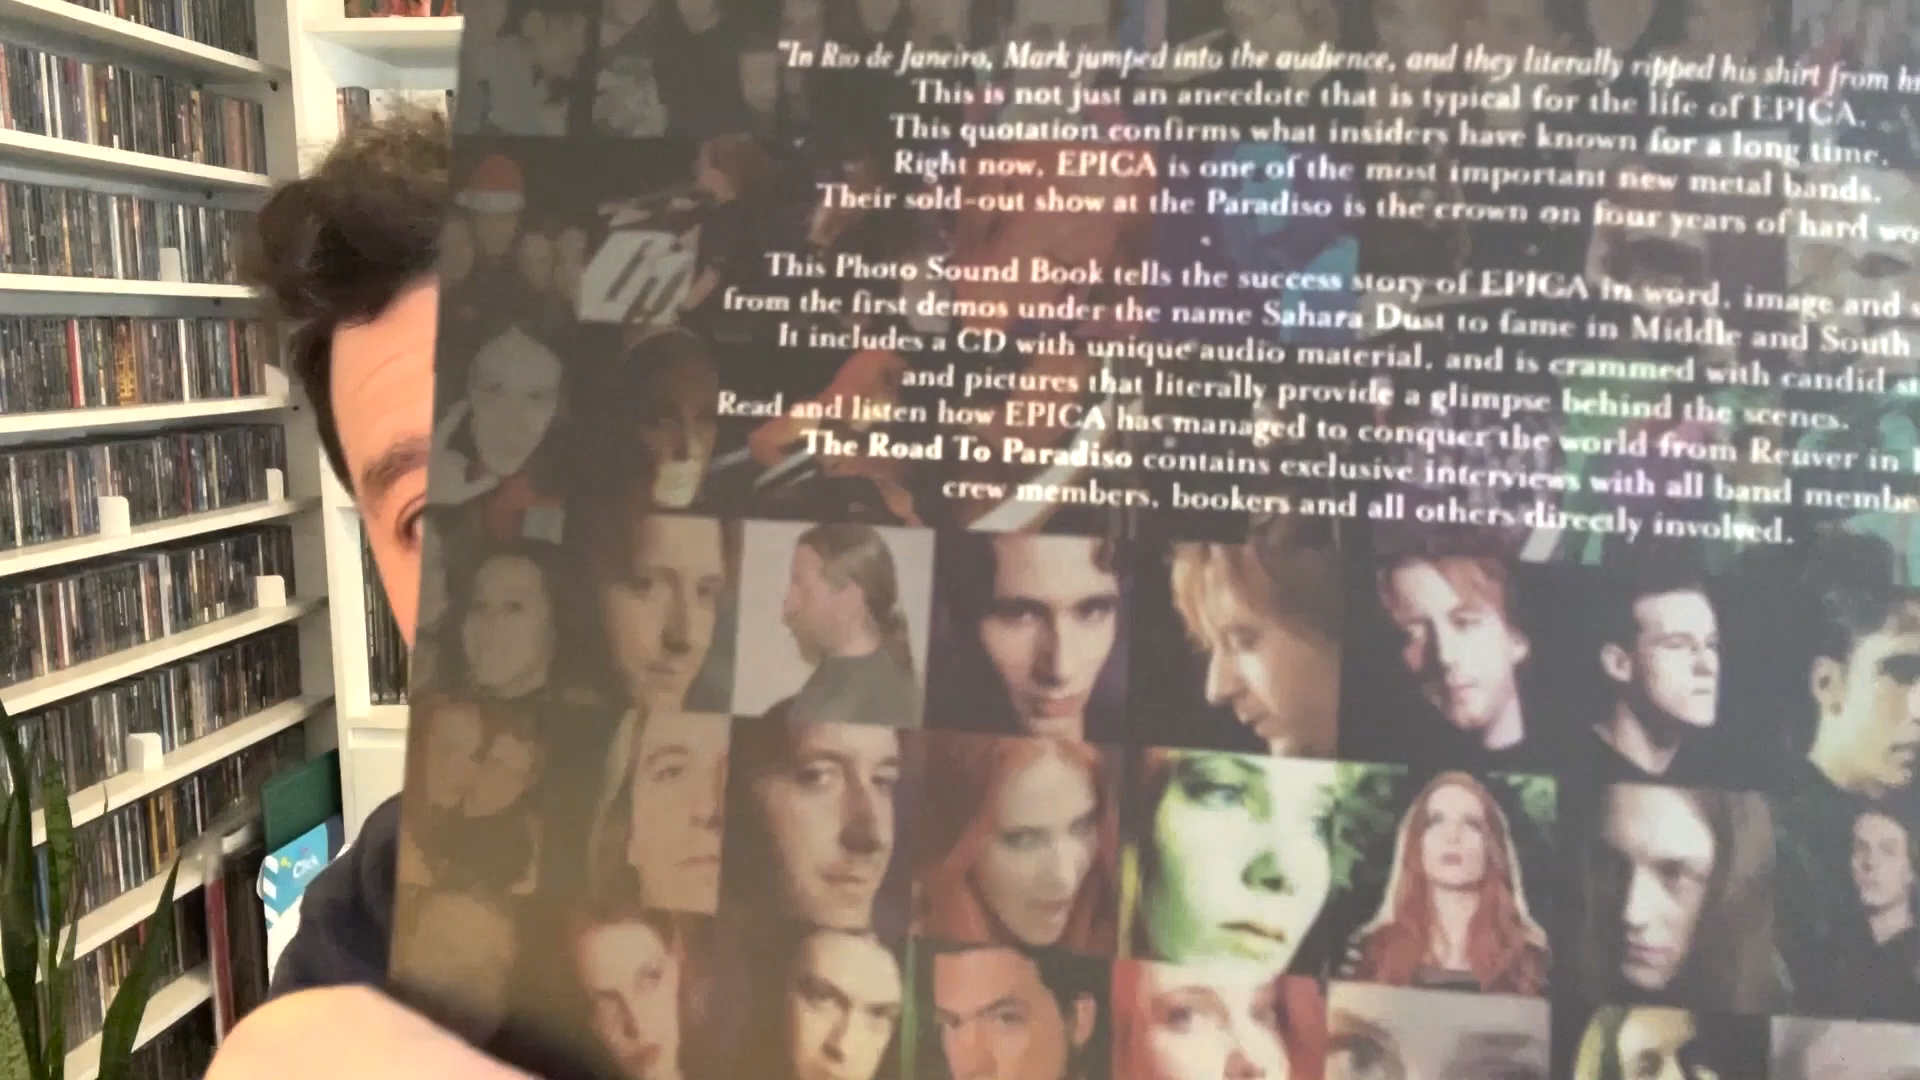 "In Rio de Janeiro, Mark jumped into the audience, and they literally ripped his shirt from
This is not just an anecdote that is typical for the life of EPICA.
This quotation confirms what insiders have known for a long time.
Right now, EPICA is one of the most important new metal bands.
Their sold-out show at the Paradiso is the crown on four years of hard
This Photo Sound Book tells the success story of EPICA in word, image and
from the first demos under the name Sahara Dust to fame in Middle and South
It includes a CD with unique audio material, and is crammed with candid
and pictures that literally provide a glimpse behind the scenes.
Read and listen how EPICA has managed to conquer the world from Reuver in
The Road To Paradiso contains exclusive interviews with all band
crew members, bookers and all others directly involved.